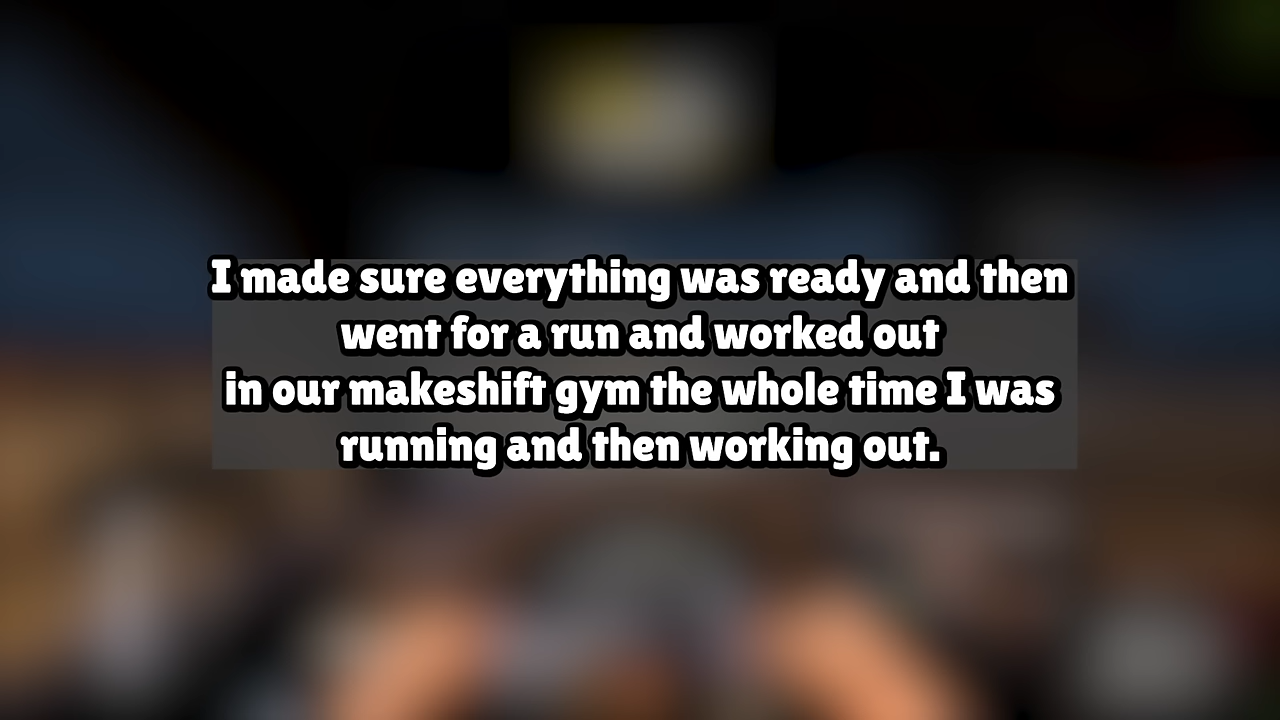 I made sure everything was ready and then
went for a run and worked out
in our makeshift gym the whole time I was
running and then working out.